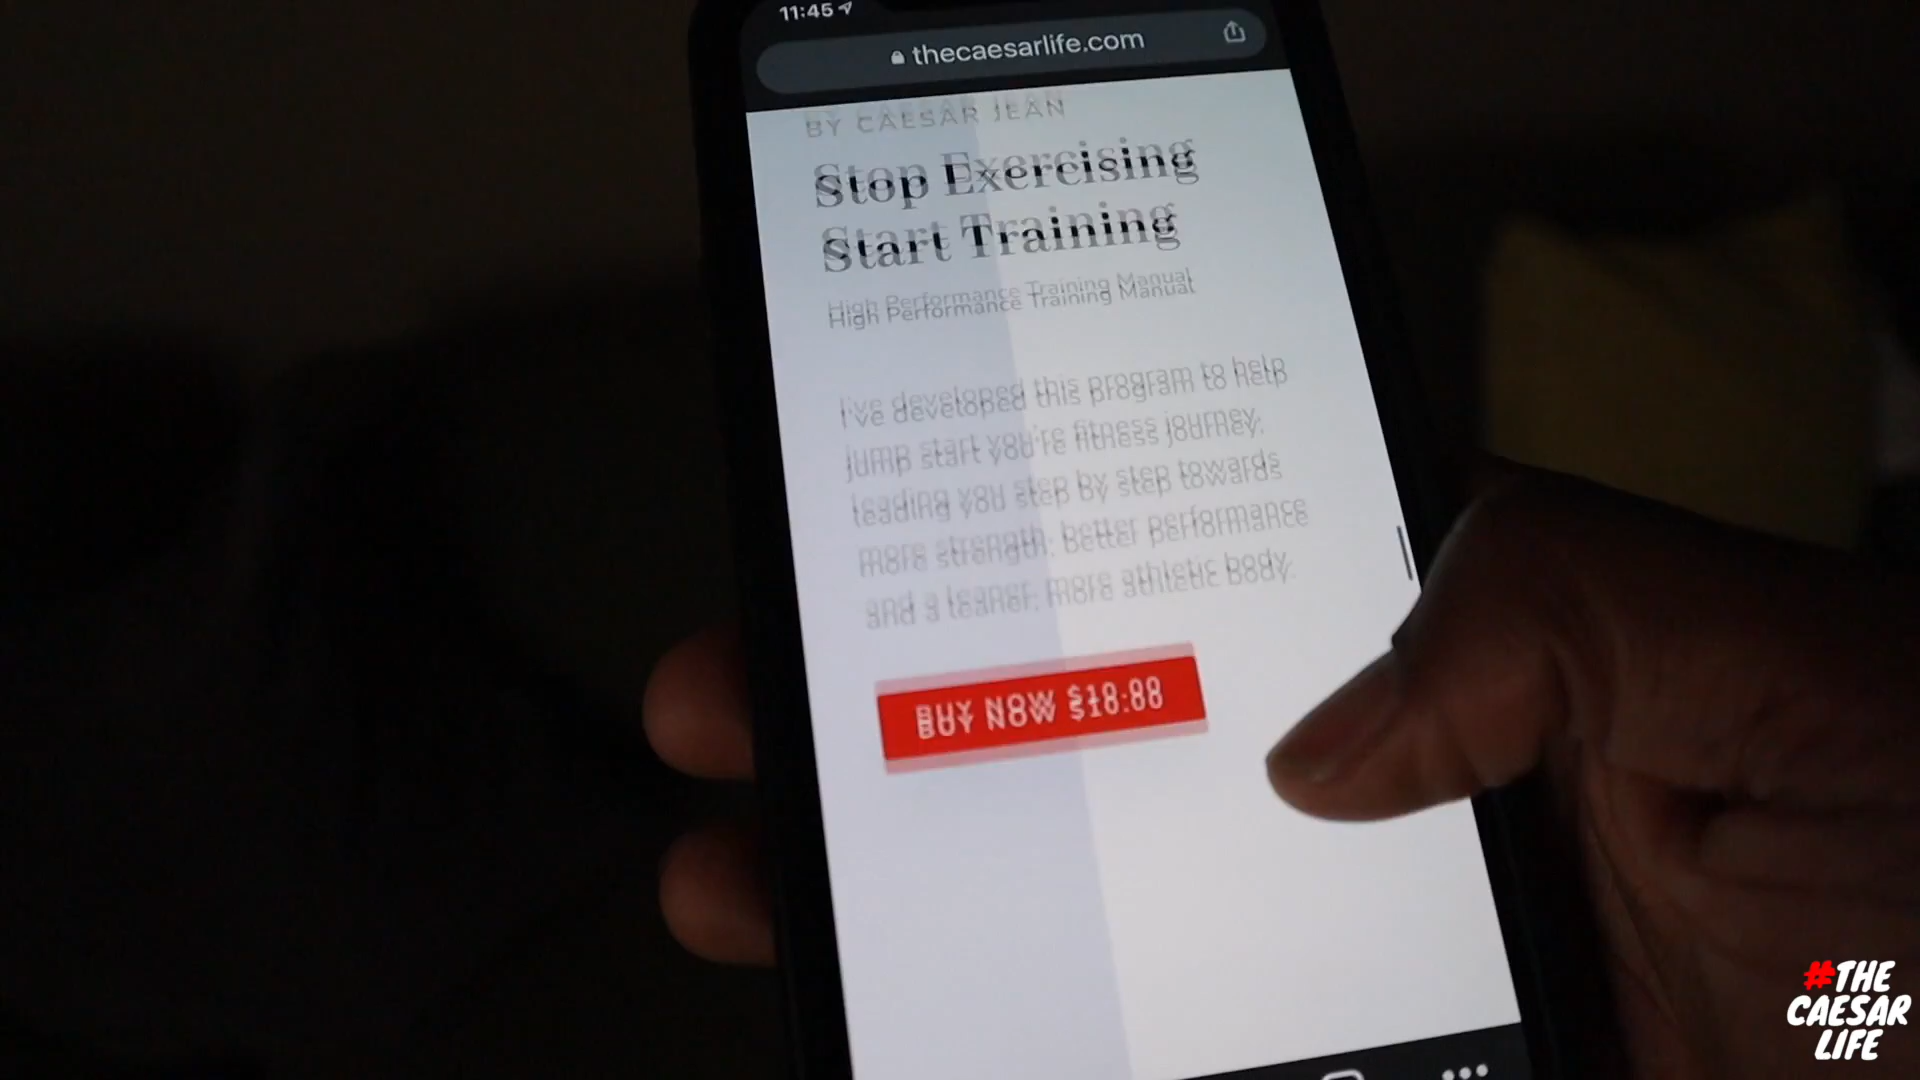 11:45
thecaesarlife.com
BY CAESAR JEAN
Stop Exercising
Start Training
High Performance Training Manual
I've developed this program to help
jump start you're fitness journey,
leading you step by step towards
more strength, better performance
and a leaner, more athletic body.
BUY NOW $18.88
#THE
CAESAR
LIFE